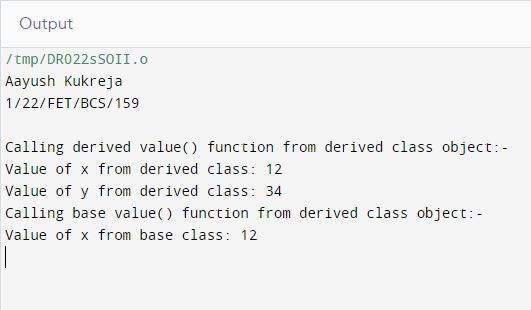 Output
/tmp/DRO22sSOII.o
Aayush Kukreja
1/22/FET/BCS/159
Calling derived value() function from derived class object:-
Value of x from derived class: 12
Value of y from derived class: 34
Calling base value() function from derived class object:-
Value of x from base class: 12